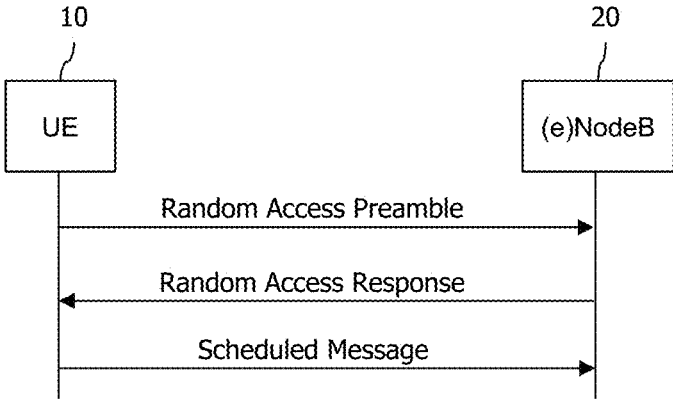 10
20
UE
(e)NodeB
Random Access Preamble
Random Access Response
Scheduled Message